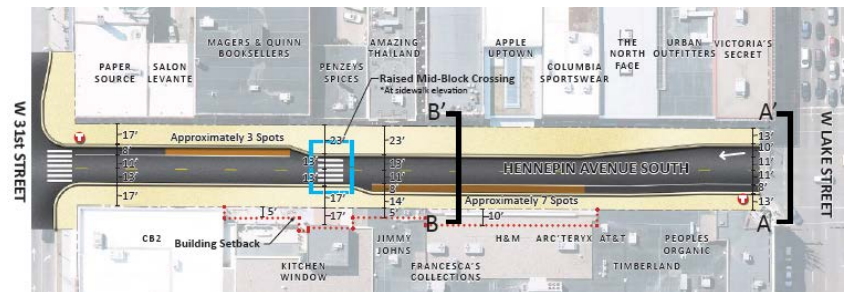 MAGERS & QUINN
BOOKSELLERS
AMAZING
THAILAND
APPLE
UPTOWN
THE
NORTH
FACE
URBAN
OUTFITTERS
VICTORIA'S
SECRET
PAPER
SOURCE
SALON
LEVANTE
PENZEYS
SPICES
COLUMBIA
SPORTSWEAR
Raised Mid-Block Crossing
*At sidewalk elevation
B'
A'
W 31st STREET
W LAKE STREET
T
17'
Approximately 3 Spots
23'
23'
13'
8'
11'
13'
13'
13'
13'
11'
8'
HENNEPIN AVENUE SOUTH
10'
11'
11'
8'
13'
17'
17'
14'
Approximately 7 Spots
T
5'
17'
5'
10'
B
A
Building Setback
CB2
KITCHEN
WINDOW
JIMMY
JOHNS
FRANCESCA'S
COLLECTIONS
H&M
ARC'TERYX
AT&T
TIMBERLAND
PEOPLES
ORGANIC